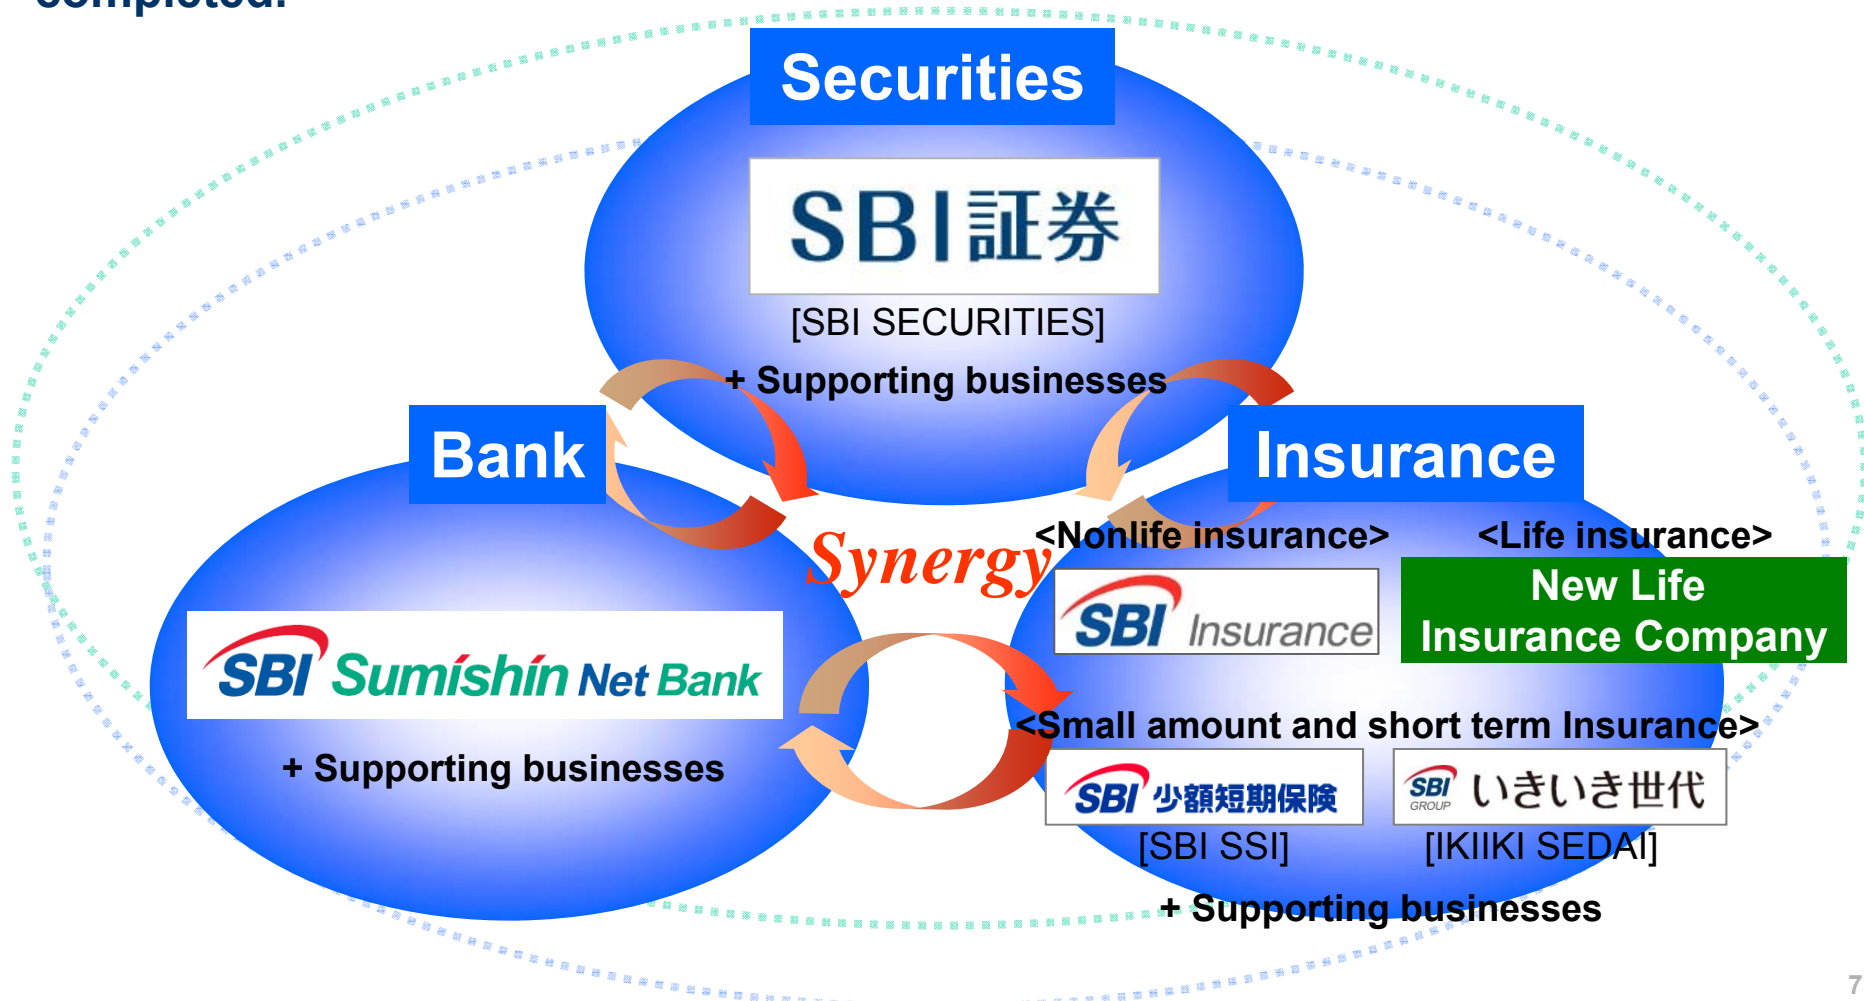 completed.
Securities
SBI証券
[SBI SECURITIES]
+ Supporting businesses
Bank
Insurance
Synergy
<Nonlife insurance>
<Life insurance>
SBI Insurance
New Life
Insurance Company
SBI Sumishin Net Bank
+ Supporting businesses
<Small amount and short term Insurance>
SBI 少額短期保険
SBI GROUP いきいき世代
[SBI SSI]
[IKIIKI SEDAI]
+ Supporting businesses
7